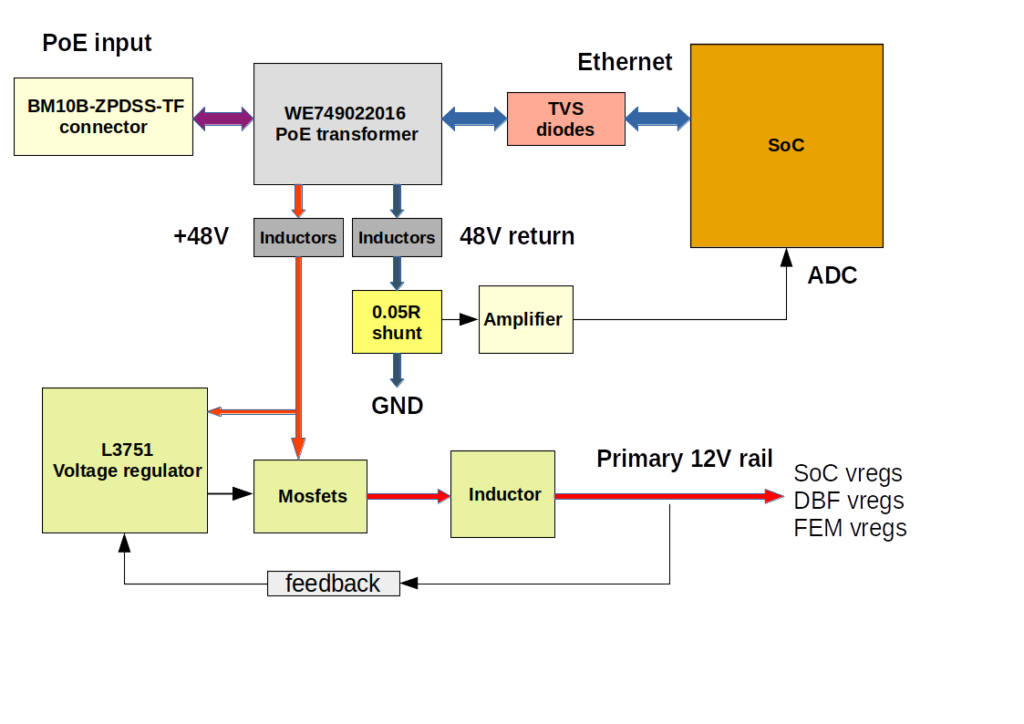 PoE input
Ethernet
BM10B-ZPDSS-TF
connector
WE749022016
PoE transformer
TVS
diodes
SoC
+48V
Inductors
Inductors
48V return
ADC
0.05R
shunt
Amplifier
GND
L3751
Voltage regulator
Mosfets
Inductor
Primary 12V rail
SoC vregs
DBF vregs
FEM vregs
feedback